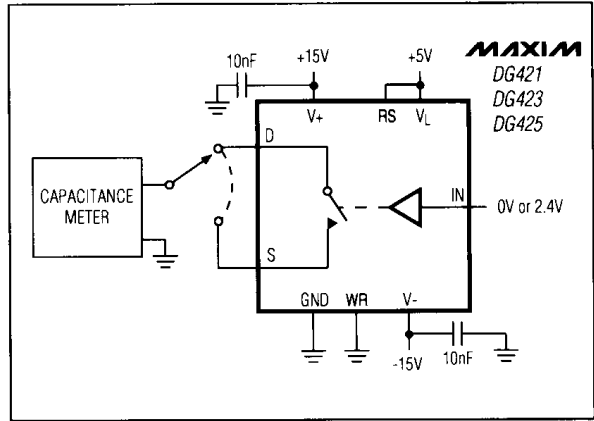 10nF
+15V
+5V
MAXIM
DG421
DG423
DG425
V+
RS
VL
D
CAPACITANCE
METER
IN
0V or 2.4V
S
GND
WR
V-
-15V
10nF